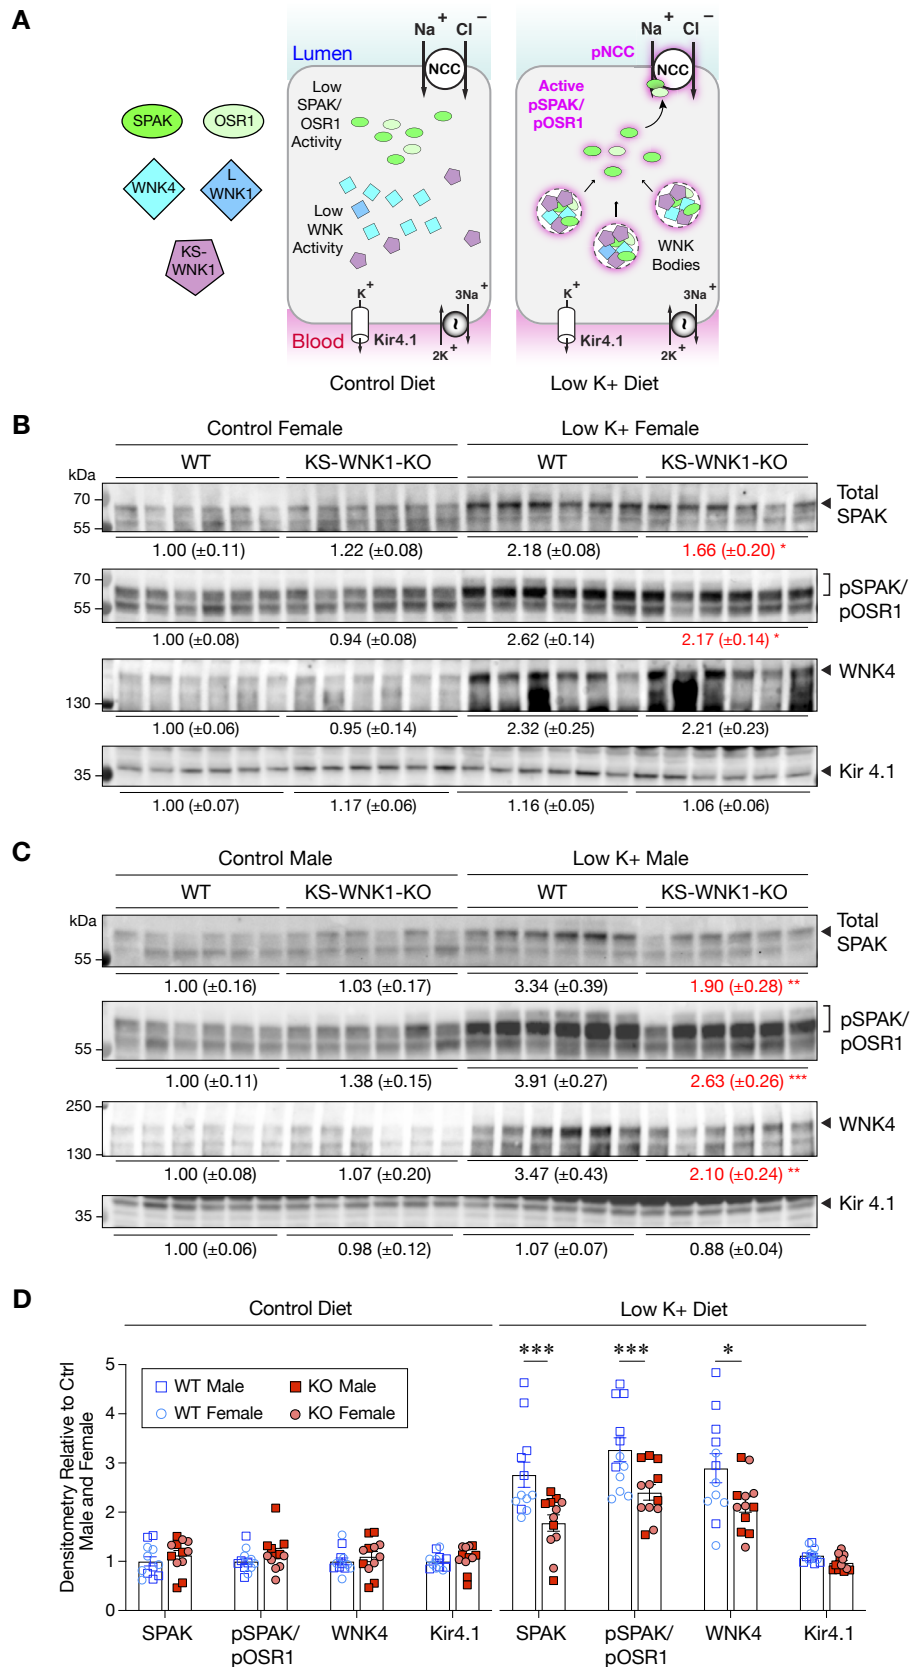 A
Lumen
Na+ Cl−
NCC
Low
SPAK/
OSR1
Activity
Low
WNK
Activity
K+
Kir4.1
3Na+
2K+
Blood
Control Diet
SPAK
OSR1
WNK4
L
WNK1
KS-
WNK1
pNCC
Na+ Cl−
NCC
Active
pSPAK/
pOSR1
WNK
Bodies
K+
Kir4.1
3Na+
2K+
Low K+ Diet
B
Control Female Low K+ Female
WT KS-WNK1-KO WT KS-WNK1-KO
kDa
70
55
Total
SPAK
1.00 (±0.11) 1.22 (±0.08) 2.18 (±0.08) 1.66 (±0.20) *
70
55
pSPAK/
pOSR1
1.00 (±0.08) 0.94 (±0.08) 2.62 (±0.14) 2.17 (±0.14) *
130
WNK4
1.00 (±0.06) 0.95 (±0.14) 2.32 (±0.25) 2.21 (±0.23)
35
Kir 4.1
1.00 (±0.07) 1.17 (±0.06) 1.16 (±0.05) 1.06 (±0.06)
C
Control Male Low K+ Male
WT KS-WNK1-KO WT KS-WNK1-KO
kDa
55
Total
SPAK
1.00 (±0.16) 1.03 (±0.17) 3.34 (±0.39) 1.90 (±0.28) **
55
pSPAK/
pOSR1
1.00 (±0.11) 1.38 (±0.15) 3.91 (±0.27) 2.63 (±0.26) ***
250
130
WNK4
1.00 (±0.08) 1.07 (±0.20) 3.47 (±0.43) 2.10 (±0.24) **
35
Kir 4.1
1.00 (±0.06) 0.98 (±0.12) 1.07 (±0.07) 0.88 (±0.04)
D
Control Diet Low K+ Diet
*** *** *
Densitometry Relative to Ctrl
Male and Female
5
4
3
2
1
0
WT Male KO Male
WT Female KO Female
SPAK pSPAK/ WNK4 Kir4.1 SPAK pSPAK/ WNK4 Kir4.1
pOSR1 pOSR1